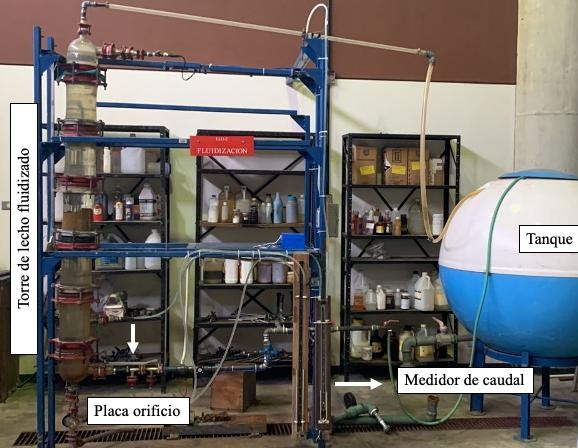 Torre de lecho fluidizado
FLUIDIZACION
Tanque
Medidor de caudal
Placa orificio